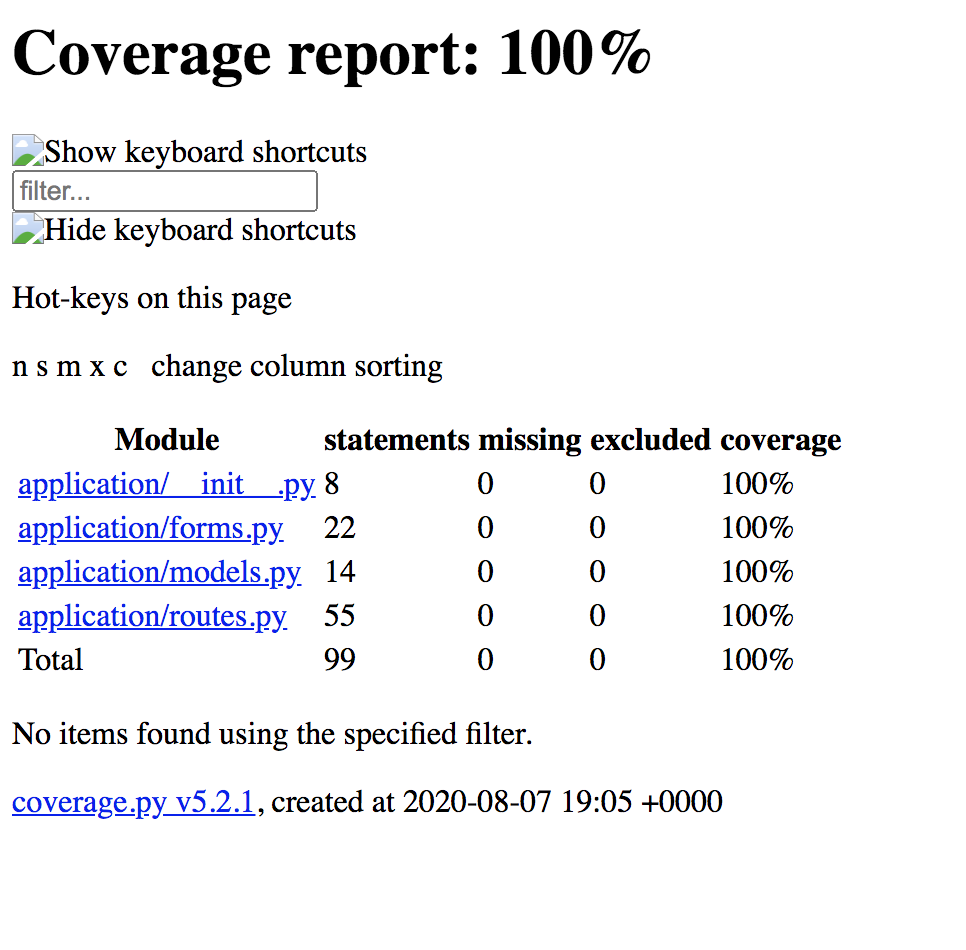 Coverage report: 100%
Show keyboard shortcuts
filter...
Hide keyboard shortcuts
Hot-keys on this page
n s m x c   change column sorting
Module statements missing excluded coverage
application/__init__.py 8 0 0 100%
application/forms.py 22 0 0 100%
application/models.py 14 0 0 100%
application/routes.py 55 0 0 100%
Total 99 0 0 100%
No items found using the specified filter.
coverage.py v5.2.1, created at 2020-08-07 19:05 +0000